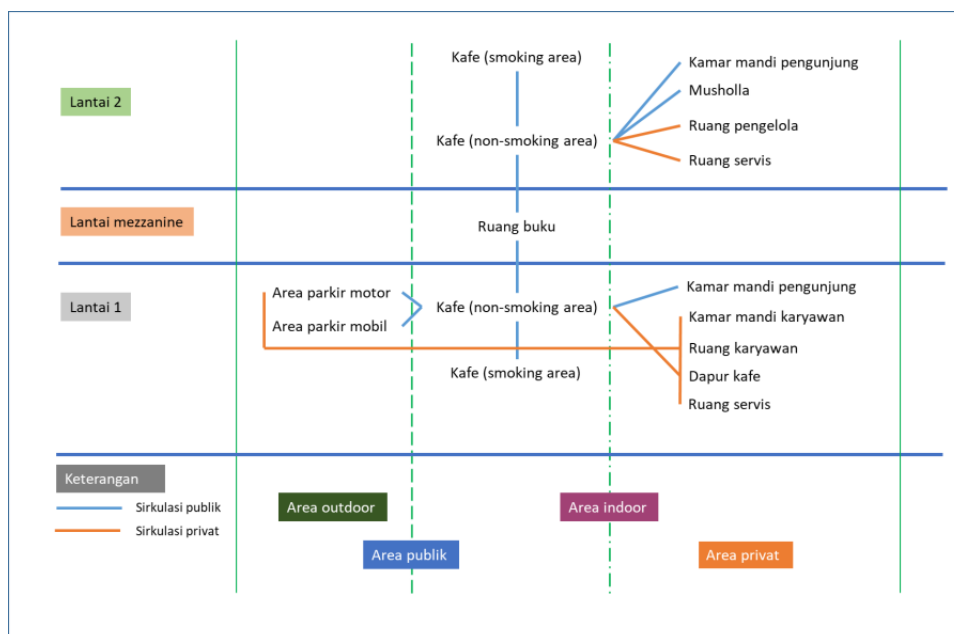 Kafe (smoking area)
Kamar mandi pengunjung
Musholla
Lantai 2
Ruang pengelola
Kafe (non-smoking area)
Ruang servis
Lantai mezzanine
Ruang buku
Kamar mandi pengunjung
Area parkir motor
Lantai 1
Kafe (non-smoking area)
Kamar mandi karyawan
Area parkir mobil
Ruang karyawan
Kafe (smoking area)
Dapur kafe
Ruang servis
Keterangan
Sirkulasi publik
Sirkulasi privat
Area outdoor
Area indoor
Area publik
Area privat